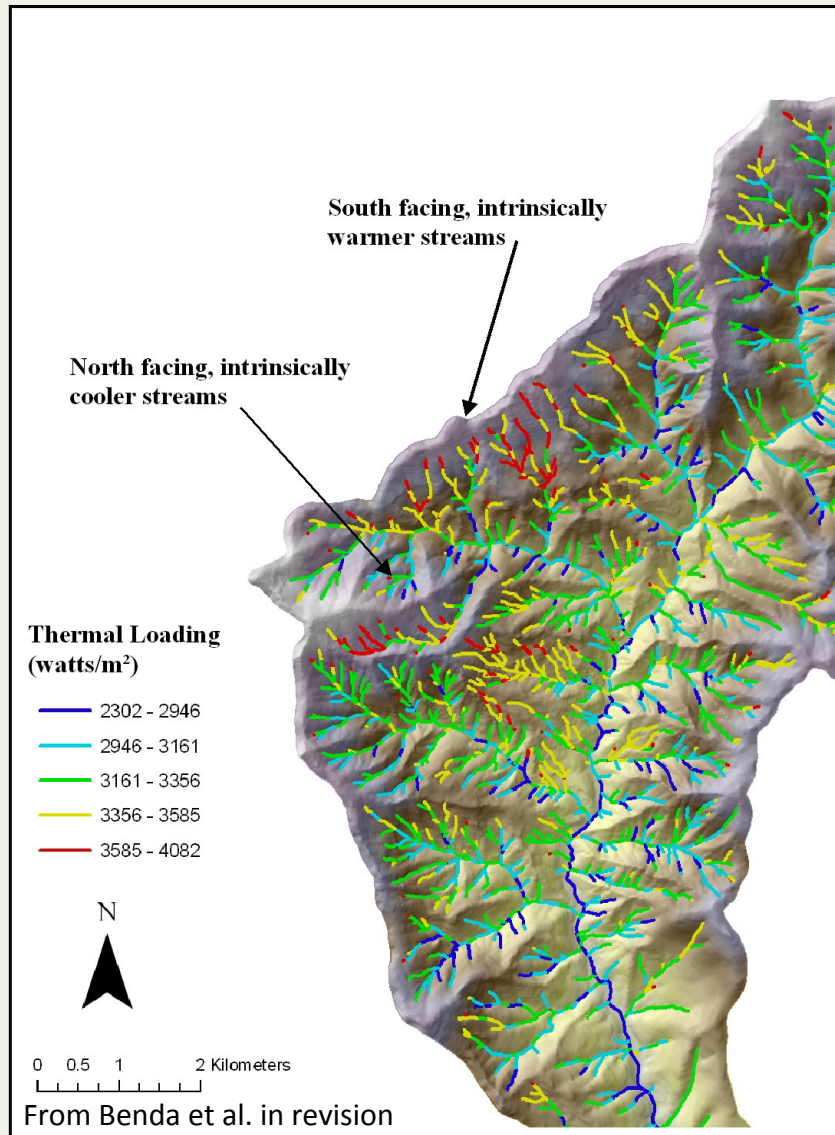 South facing, intrinsically
warmer streams
North facing, intrinsically
cooler streams
Thermal Loading
(watts/m²)
2302 - 2946
2946 - 3161
3161 - 3356
3356 - 3585
3585 - 4082
N
0 0.5 1 2 Kilometers
From Benda et al. in revision